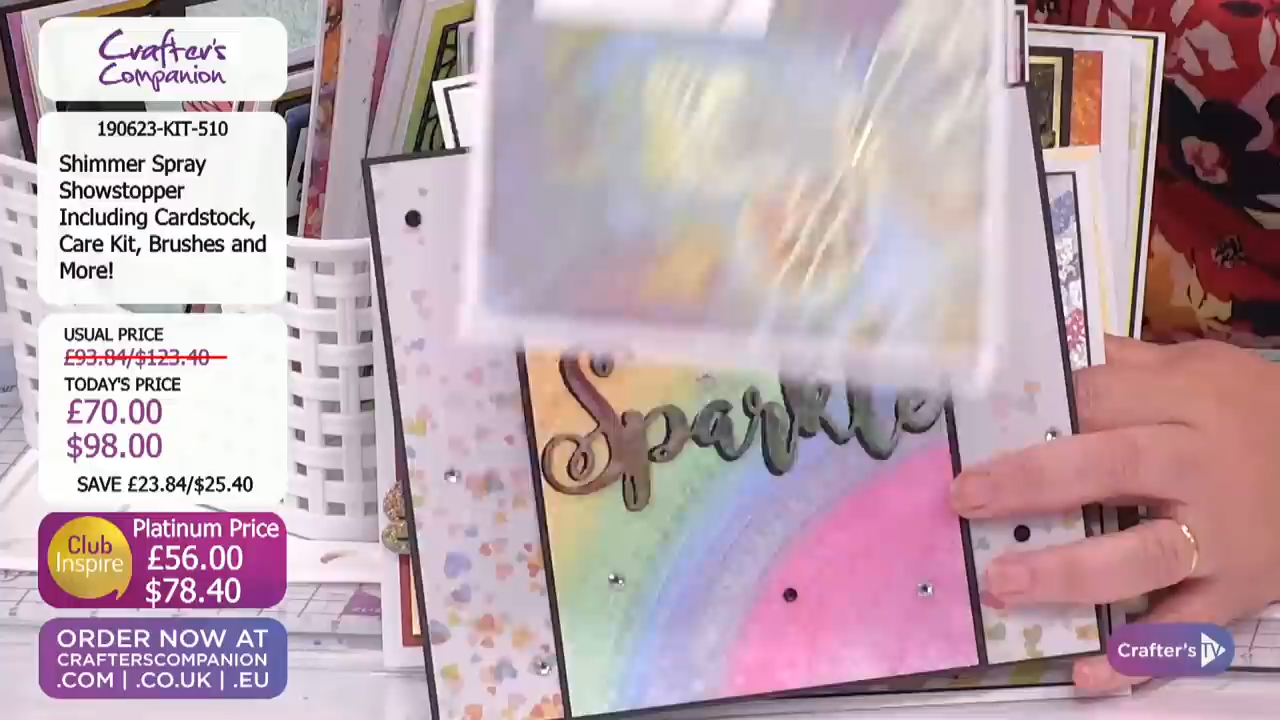 Crafter's
Companion
190623-KIT-510
Shimmer Spray
Showstopper
Including Cardstock,
Care Kit, Brushes and
More!
USUAL PRICE
£93.84/$123.40
TODAY'S PRICE
£70.00
$98.00
SAVE £23.84/$25.40
Club
Inspire
Platinum Price
£56.00
$78.40
ORDER NOW AT
CRAFTERSCOMPANION
.COM | .CO.UK | .EU
Sparkle
Crafter's TV